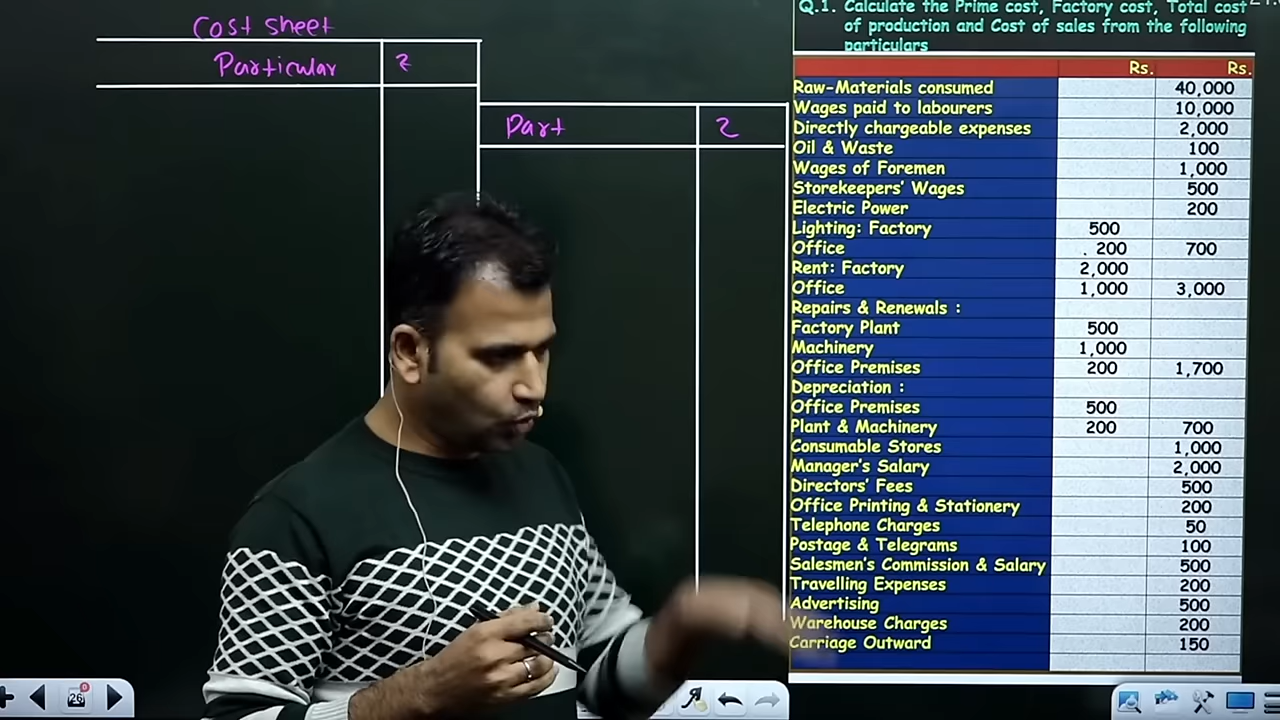 Cost sheet
Particular ₹
Part ₹
Q.1. Calculate the Prime cost, Factory cost, Total cost
of production and Cost of sales from the following
particulars
Rs. Rs.
Raw-Materials consumed 40,000
Wages paid to labourers 10,000
Directly chargeable expenses 2,000
Oil & Waste 100
Wages of Foremen 1,000
Storekeepers' Wages 500
Electric Power 200
Lighting: Factory 500
Office . 200 700
Rent: Factory 2,000
Office 1,000 3,000
Repairs & Renewals :
Factory Plant 500
Machinery 1,000
Office Premises 200 1,700
Depreciation :
Office Premises 500
Plant & Machinery 200 700
Consumable Stores 1,000
Manager's Salary 2,000
Directors' Fees 500
Office Printing & Stationery 200
Telephone Charges 50
Postage & Telegrams 100
Salesmen's Commission & Salary 500
Travelling Expenses 200
Advertising 500
Warehouse Charges 200
Carriage Outward 150
26